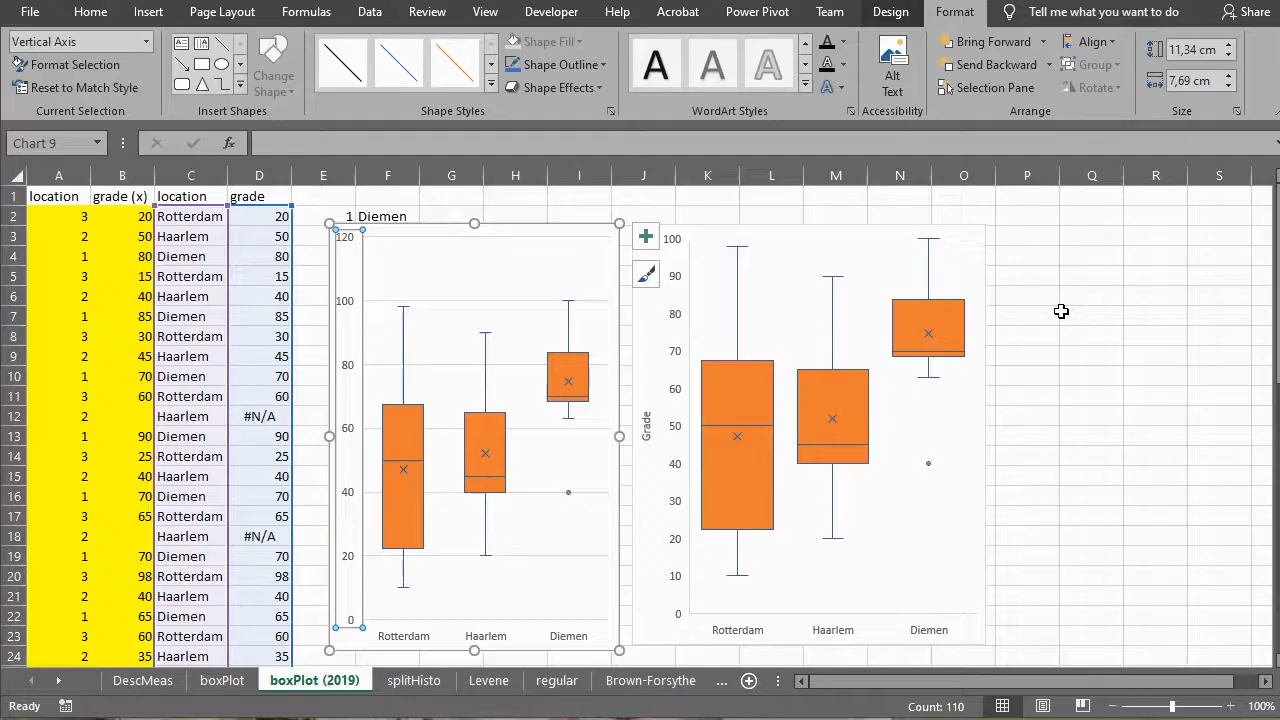 File Home Insert Page Layout Formulas Data Review View Developer Help Acrobat Power Pivot Team Design Format Tell me what you want to do Share
Vertical Axis
Format Selection
Reset to Match Style
Current Selection
Change Shape
Insert Shapes
Shape Fill
Shape Outline
Shape Effects
Shape Styles
A A A
WordArt Styles
Alt Text
Accessibility
Bring Forward
Send Backward
Selection Pane
Align
Group
Rotate
Arrange
11,34 cm
7,69 cm
Size
Chart 9 fx
A B C D E F G H I J K L M N O P Q R S
1 location grade (x) location grade
2 3 20 Rotterdam 20 1 Diemen
3 2 50 Haarlem 50
4 1 80 Diemen 80
5 3 15 Rotterdam 15
6 2 40 Haarlem 40
7 1 85 Diemen 85
8 3 30 Rotterdam 30
9 2 45 Haarlem 45
10 1 70 Diemen 70
11 3 60 Rotterdam 60
12 2 Haarlem #N/A
13 1 90 Diemen 90
14 3 25 Rotterdam 25
15 2 40 Haarlem 40
16 1 70 Diemen 70
17 3 65 Rotterdam 65
18 2 Haarlem #N/A
19 1 70 Diemen 70
20 3 98 Rotterdam 98
21 2 40 Haarlem 40
22 1 65 Diemen 65
23 3 60 Rotterdam 60
24 2 35 Haarlem 35
120
100
80
60
40
20
0
Rotterdam Haarlem Diemen
Grade
100
90
80
70
60
50
40
30
20
10
0
Rotterdam Haarlem Diemen
DescMeas boxPlot boxPlot (2019) splitHisto Levene regular Brown-Forsythe ...
Ready Count: 110 100%